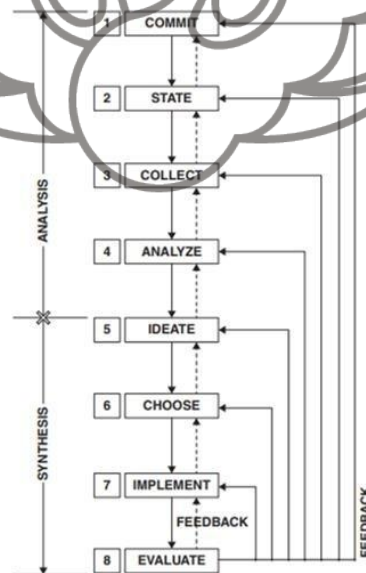 1 COMMIT
2 STATE
3 COLLECT
ANALYSIS
4 ANALYZE
5 IDEATE
6 CHOOSE
SYNTHESIS
7 IMPLEMENT
FEEDBACK
8 EVALUATE
FEEDBACK